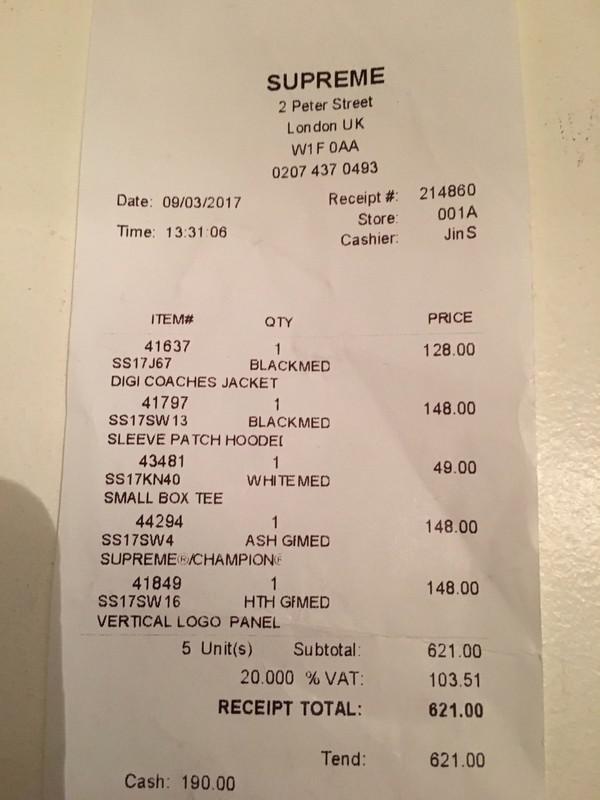 SUPREME
2 Peter Street
London UK
W1F 0AA
0207 437 0493
Date: 09/03/2017 Receipt #: 214860
Store: 001A
Time: 13:31:06 Cashier: Jin S
ITEM# QTY PRICE
41637 1 128.00
SS17J67 BLACKMED
DIGI COACHES JACKET
41797 1 148.00
SS17SW13 BLACKMED
SLEEVE PATCH HOODE
43481 1 49.00
SS17KN40 WHITEMED
SMALL BOX TEE
44294 1 148.00
SS17SW4 ASH GIMED
SUPREME®/CHAMPION®
41849 1 148.00
SS17SW16 HTH GIMED
VERTICAL LOGO PANEL
5 Unit(s) Subtotal: 621.00
20.000 % VAT: 103.51
RECEIPT TOTAL: 621.00
Tend: 621.00
Cash: 190.00